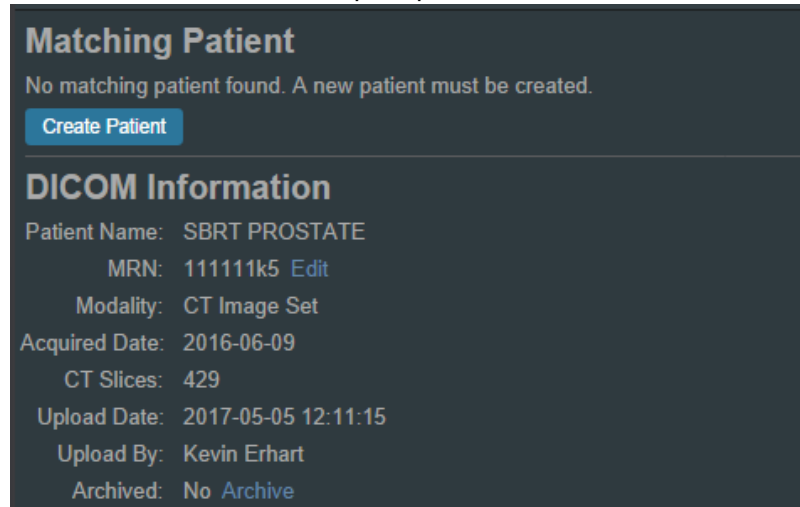 Matching Patient
No matching patient found. A new patient must be created.
Create Patient
DICOM Information
Patient Name: SBRT PROSTATE
MRN: 111111k5 Edit
Modality: CT Image Set
Acquired Date: 2016-06-09
CT Slices: 429
Upload Date: 2017-05-05 12:11:15
Upload By: Kevin Erhart
Archived: No Archive